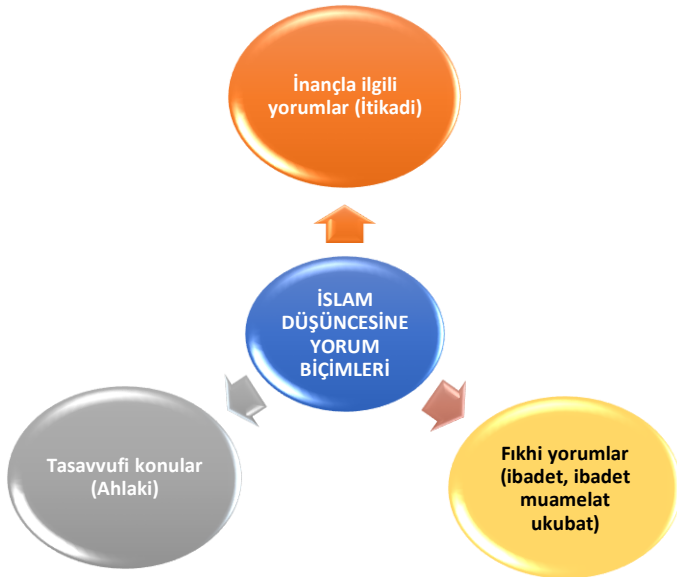 İnançla ilgili
yorumlar (İtikadi)
İSLAM
DÜŞÜNCESİNE
YORUM
BİÇİMLERİ
Tasavvufi konular
(Ahlaki)
Fıkhi yorumlar
(ibadet, ibadet
muamelat
ukubat)